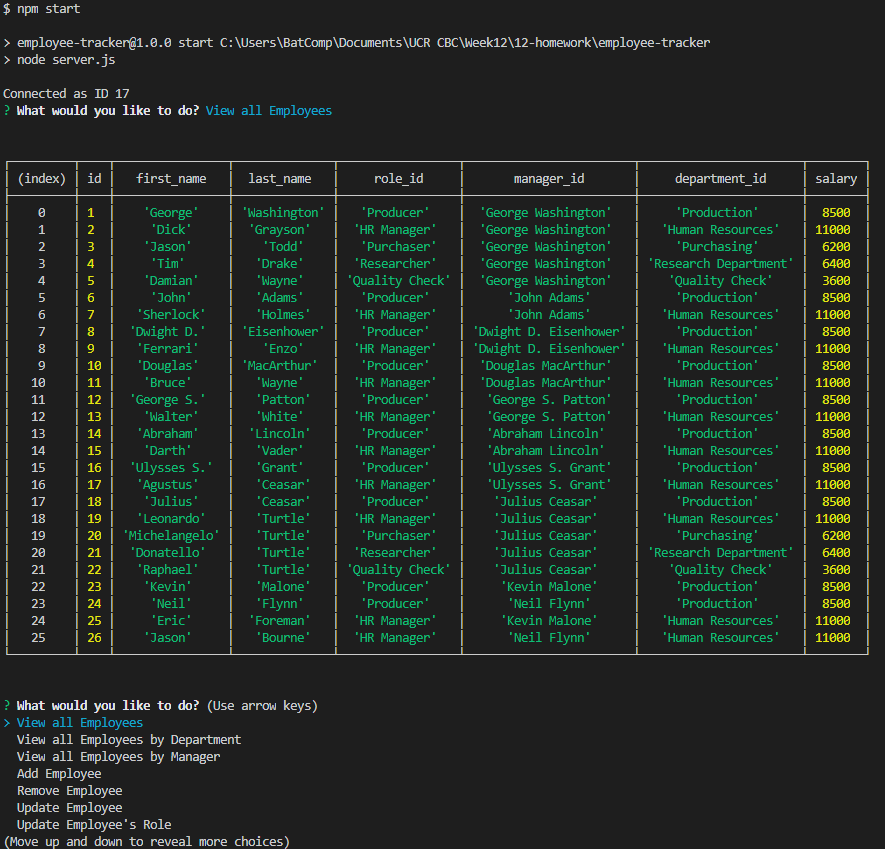 $ npm start
> employee-tracker@1.0.0 start C:\Users\BatComp\Documents\UCR CBC\Week12\12-homework\employee-tracker
> node server.js
Connected as ID 17
? What would you like to do? View all Employees
(index) id first_name last_name role_id manager_id department_id salary
0 1 'George' 'Washington' 'Producer' 'George Washington' 'Production' 8500
1 2 'Dick' 'Grayson' 'HR Manager' 'George Washington' 'Human Resources' 11000
2 3 'Jason' 'Todd' 'Purchaser' 'George Washington' 'Purchasing' 6200
3 4 'Tim' 'Drake' 'Researcher' 'George Washington' 'Research Department' 6400
4 5 'Damian' 'Wayne' 'Quality Check' 'George Washington' 'Quality Check' 3600
5 6 'John' 'Adams' 'Producer' 'John Adams' 'Production' 8500
6 7 'Sherlock' 'Holmes' 'HR Manager' 'John Adams' 'Human Resources' 11000
7 8 'Dwight D.' 'Eisenhower' 'Producer' 'Dwight D. Eisenhower' 'Production' 8500
8 9 'Ferrari' 'Enzo' 'HR Manager' 'Dwight D. Eisenhower' 'Human Resources' 11000
9 10 'Douglas' 'MacArthur' 'Producer' 'Douglas MacArthur' 'Production' 8500
10 11 'Bruce' 'Wayne' 'HR Manager' 'Douglas MacArthur' 'Human Resources' 11000
11 12 'George S.' 'Patton' 'Producer' 'George S. Patton' 'Production' 8500
12 13 'Walter' 'White' 'HR Manager' 'George S. Patton' 'Human Resources' 11000
13 14 'Abraham' 'Lincoln' 'Producer' 'Abraham Lincoln' 'Production' 8500
14 15 'Darth' 'Vader' 'HR Manager' 'Abraham Lincoln' 'Human Resources' 11000
15 16 'Ulysses S.' 'Grant' 'Producer' 'Ulysses S. Grant' 'Production' 8500
16 17 'Agustus' 'Ceasar' 'HR Manager' 'Ulysses S. Grant' 'Human Resources' 11000
17 18 'Julius' 'Ceasar' 'Producer' 'Julius Ceasar' 'Production' 8500
18 19 'Leonardo' 'Turtle' 'HR Manager' 'Julius Ceasar' 'Human Resources' 11000
19 20 'Michelangelo' 'Turtle' 'Purchaser' 'Julius Ceasar' 'Purchasing' 6200
20 21 'Donatello' 'Turtle' 'Researcher' 'Julius Ceasar' 'Research Department' 6400
21 22 'Raphael' 'Turtle' 'Quality Check' 'Julius Ceasar' 'Quality Check' 3600
22 23 'Kevin' 'Malone' 'Producer' 'Kevin Malone' 'Production' 8500
23 24 'Neil' 'Flynn' 'Producer' 'Neil Flynn' 'Production' 8500
24 25 'Eric' 'Foreman' 'HR Manager' 'Kevin Malone' 'Human Resources' 11000
25 26 'Jason' 'Bourne' 'HR Manager' 'Neil Flynn' 'Human Resources' 11000
? What would you like to do? (Use arrow keys)
> View all Employees
View all Employees by Department
View all Employees by Manager
Add Employee
Remove Employee
Update Employee
Update Employee's Role
(Move up and down to reveal more choices)